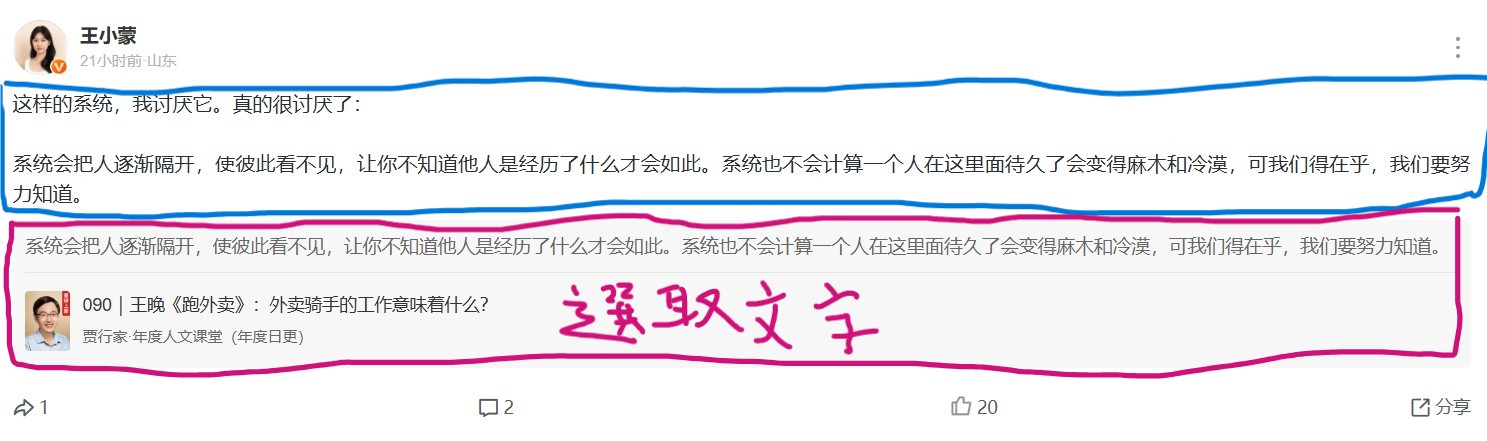 王小蒙
21小时前·山东
这样的系统，我讨厌它。真的很讨厌了：
系统会把人逐渐隔开，使彼此看不见，让你不知道他人是经历了什么才会如此。系统也不会计算一个人在这里面待久了会变得麻木和冷漠，可我们得在乎，我们要努
力知道。
系统会把人逐渐隔开，使彼此看不见，让你不知道他人是经历了什么才会如此。系统也不会计算一个人在这里面待久了会变得麻木和冷漠，可我们得在乎，我们要努力知道。
090｜王晚《跑外卖》：外卖骑手的工作意味着什么？
選取文字
贾行家·年度人文课堂（年度日更）
1
2
20
分享